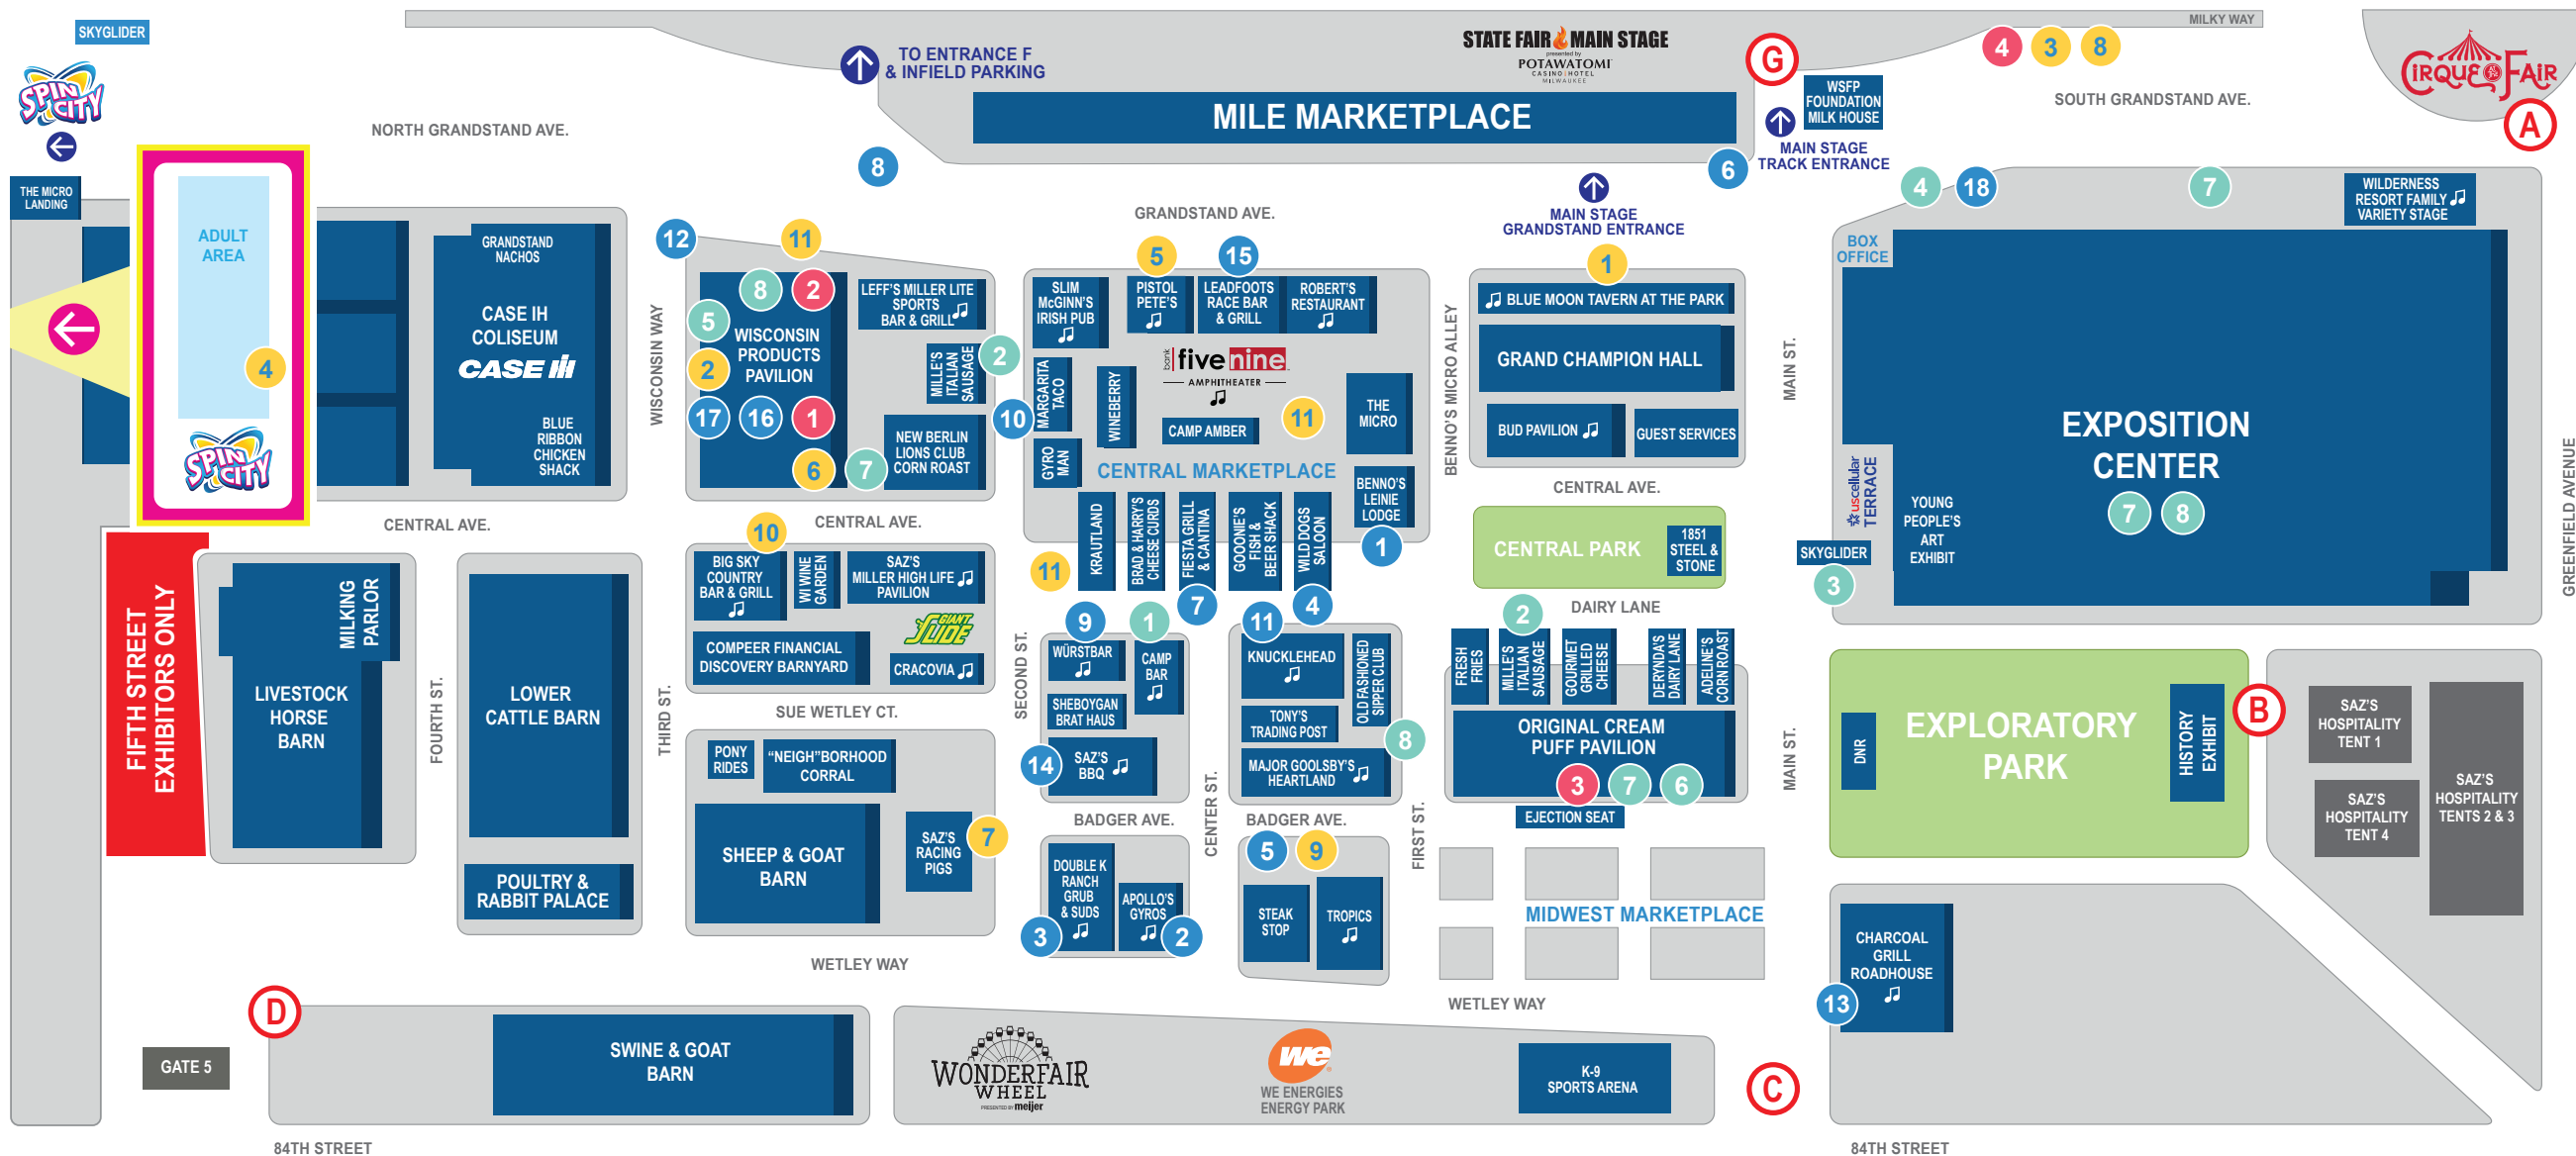 SKYGLIDER
SPIN
CITY
THE MICRO
LANDING
NORTH GRANDSTAND AVE.
TO ENTRANCE F
& INFIELD PARKING
STATE FAIR MAIN STAGE
presented by
POTAWATOMI
CASINO | HOTEL
MILWAUKEE
MILE MARKETPLACE
G
4
3
8
MILKY WAY
WSFP
FOUNDATION
MILK HOUSE
SOUTH GRANDSTAND AVE.
CIRQUE FAIR
A
MAIN STAGE
TRACK ENTRANCE
8
6
MAIN STAGE
GRANDSTAND ENTRANCE
GRANDSTAND AVE.
4
18
7
WILDERNESS
RESORT FAMILY
VARIETY STAGE
BOX
OFFICE
ADULT
AREA
4
SPIN
CITY
GRANDSTAND
NACHOS
CASE IH
COLISEUM
CASE IH
BLUE
RIBBON
CHICKEN
SHACK
WISCONSIN WAY
12
11
8
2
5
WISCONSIN
PRODUCTS
PAVILION
2
17
16
1
6
7
LEFF'S MILLER LITE
SPORTS
BAR & GRILL
MILLE'S
ITALIAN
SAUSAGE
2
NEW BERLIN
LIONS CLUB
CORN ROAST
10
SLIM
McGINN'S
IRISH PUB
5
PISTOL
PETE'S
15
LEADFOOTS
RACE BAR
& GRILL
ROBERT'S
RESTAURANT
MARGARITA
TACO
GYRO
MAN
WINEBERRY
bank
five nine
AMPHITHEATER
CAMP AMBER
11
THE
MICRO
CENTRAL MARKETPLACE
BENNO'S
LEINIE
LODGE
1
KRAUTLAND
BRAD & HARRY'S
CHEESE CURDS
FIESTA GRILL
& CANTINA
GOOONIE'S
FISH &
BEER SHACK
WILD DOGS
SALOON
11
7
4
BENNO'S MICRO ALLEY
1
BLUE MOON TAVERN AT THE PARK
GRAND CHAMPION HALL
BUD PAVILION
GUEST SERVICES
CENTRAL AVE.
MAIN ST.
CENTRAL PARK
1851
STEEL &
STONE
DAIRY LANE
EXPOSITION
CENTER
7
8
uscellular
TERRACE
YOUNG
PEOPLE'S
ART
EXHIBIT
SKYGLIDER
3
GREENFIELD AVENUE
CENTRAL AVE.
CENTRAL AVE.
FIFTH STREET
EXHIBITORS ONLY
MILKING
PARLOR
LIVESTOCK
HORSE
BARN
FOURTH ST.
LOWER
CATTLE BARN
POULTRY &
RABBIT PALACE
THIRD ST.
10
BIG SKY
COUNTRY
BAR & GRILL
WI WINE
GARDEN
SAZ'S
MILLER HIGH LIFE
PAVILION
GIANT
SLIDE
COMPEER FINANCIAL
DISCOVERY BARNYARD
CRACOVIA
SUE WETLEY CT.
SECOND ST.
PONY
RIDES
"NEIGH"BORHOOD
CORRAL
SHEEP & GOAT
BARN
SAZ'S
RACING
PIGS
7
WETLEY WAY
9
WÜRSTBAR
1
CAMP
BAR
SHEBOYGAN
BRAT HAUS
14
SAZ'S
BBQ
BADGER AVE.
CENTER ST.
DOUBLE K
RANCH
GRUB
& SUDS
3
APOLLO'S
GYROS
2
11
KNUCKLEHEAD
OLD FASHIONED
SIPPER CLUB
TONY'S
TRADING POST
8
MAJOR GOOLSBY'S
HEARTLAND
BADGER AVE.
5
9
STEAK
STOP
TROPICS
FIRST ST.
FRESH
FRIES
2
MILLE'S
ITALIAN
SAUSAGE
GOURMET
GRILLED
CHEESE
DERYNDA'S
DAIRY LANE
ADELINE'S
CORN ROAST
ORIGINAL CREAM
PUFF PAVILION
3
7
6
EJECTION SEAT
MIDWEST MARKETPLACE
WETLEY WAY
MAIN ST.
DNR
EXPLORATORY
PARK
HISTORY
EXHIBIT
B
SAZ'S
HOSPITALITY
TENT 1
SAZ'S
HOSPITALITY
TENT 4
SAZ'S
HOSPITALITY
TENTS 2 & 3
CHARCOAL
GRILL
ROADHOUSE
13
D
GATE 5
SWINE & GOAT
BARN
WONDERFAIR
WHEEL
PRESENTED BY meijer
we
WE ENERGIES
ENERGY PARK
K-9
SPORTS ARENA
C
84TH STREET
84TH STREET